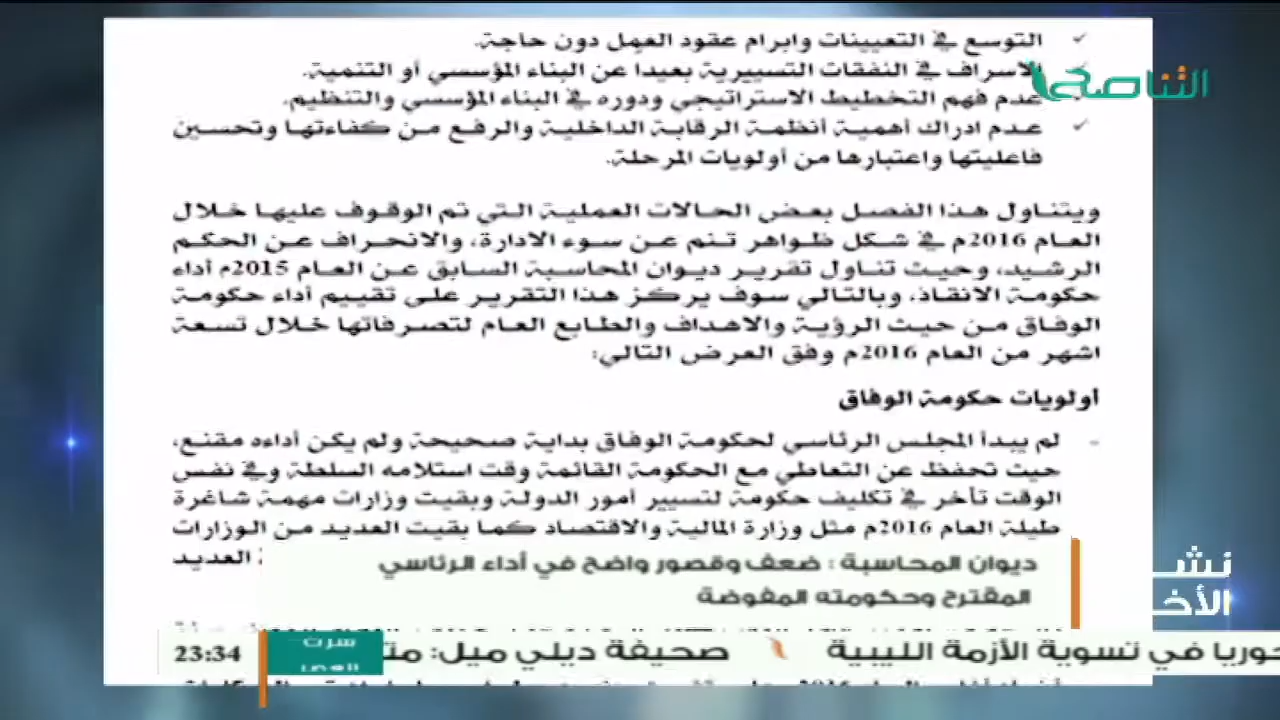 ✓ التوسع في التعيينات وابرام عقود العمل دون حاجة.
الاسراف في النفقات التسييرية بعيداً عن البناء المؤسسي أو التنمية.
التناصح
عدم فهم التخطيط الاستراتيجي ودوره في البناء المؤسسي والتنظيم.
✓ عدم ادراك أهمية أنظمة الرقابة الداخلية والرفع من كفاءتها وتحسين
فاعليتها واعتبارها من أولويات المرحلة.
ويتناول هذا الفصل بعض الحالات العملية التي تم الوقوف عليها خلال
العام 2016م في شكل ظواهر تنم عن سوء الادارة، والانحراف عن الحكم
الرشيد، وحيث تناول تقرير ديوان المحاسبة السابق عن العام 2015م أداء
حكومة الانقاذ، وبالتالي سوف يركز هذا التقرير على تقييم أداء حكومة
الوفاق من حيث الرؤية والاهداف والطابع العام لتصرفاتها خلال تسعة
اشهر من العام 2016م وفق العرض التالي:
أولويات حكومة الوفاق
- لم يبدأ المجلس الرئاسي لحكومة الوفاق بداية صحيحة ولم يكن أداءه مقنع،
حيث تحفظ عن التعاطي مع الحكومة القائمة وقت استلامه السلطة وفي نفس
الوقت تأخر في تكليف حكومة لتسيير أمور الدولة وبقيت وزارات مهمة شاغرة
طيلة العام 2016م مثل وزارة المالية والاقتصاد كما بقيت العديد من الوزارات
العديد
ديوان المحاسبة : ضعف وقصور واضح في أداء الرئاسي
المقترح وحكومته المفوضة
نشـ
الأخـ
حوريا في تسوية الأزمة الليبية صحيفة ديلي ميل: متـ
سرت
23:34